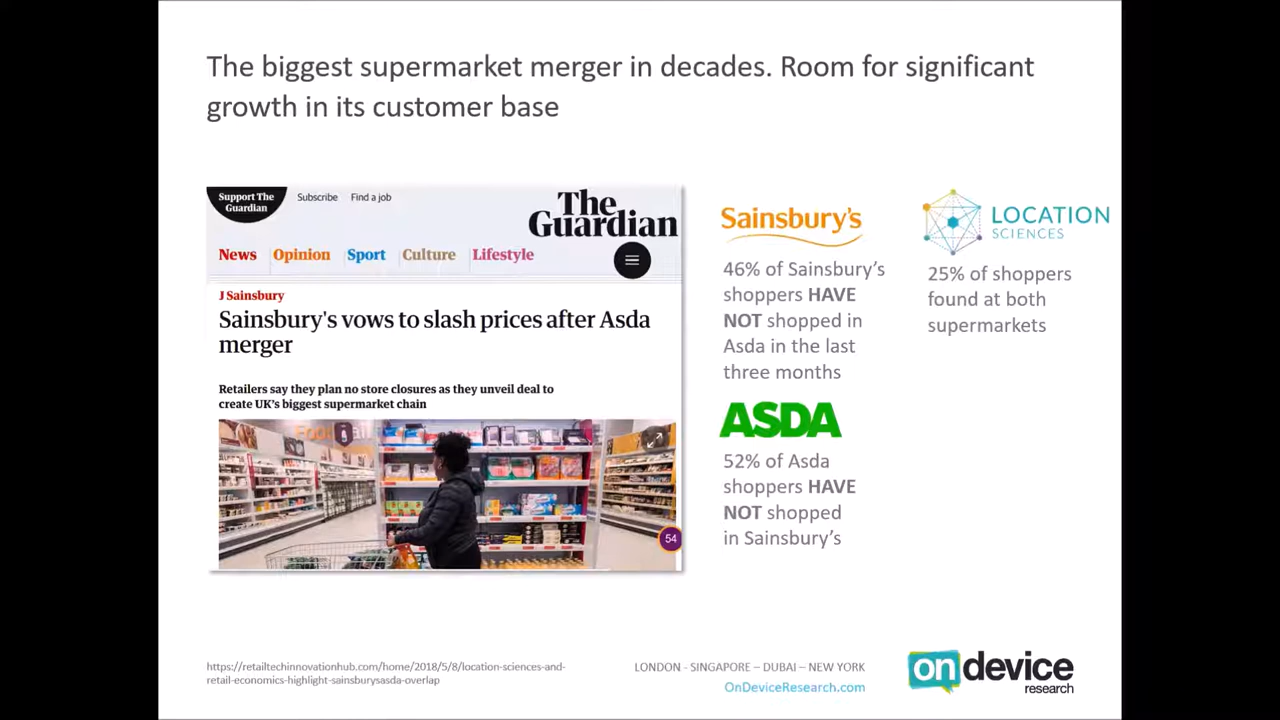 The biggest supermarket merger in decades. Room for significant
growth in its customer base
Support The
Guardian
Subscribe Find a job
The
Guardian
News Opinion Sport Culture Lifestyle
J Sainsbury
Sainsbury's vows to slash prices after Asda
merger
Retailers say they plan no store closures as they unveil deal to
create UK's biggest supermarket chain
54
Sainsbury's
46% of Sainsbury's
shoppers HAVE
NOT shopped in
Asda in the last
three months
ASDA
52% of Asda
shoppers HAVE
NOT shopped
in Sainsbury's
LOCATION
SCIENCES
25% of shoppers
found at both
supermarkets
https://retailtechinnovationhub.com/home/2018/5/8/location-sciences-and-
retail-economics-highlight-sainsburysasda-overlap
LONDON - SINGAPORE – DUBAI – NEW YORK
OnDeviceResearch.com
on device
research